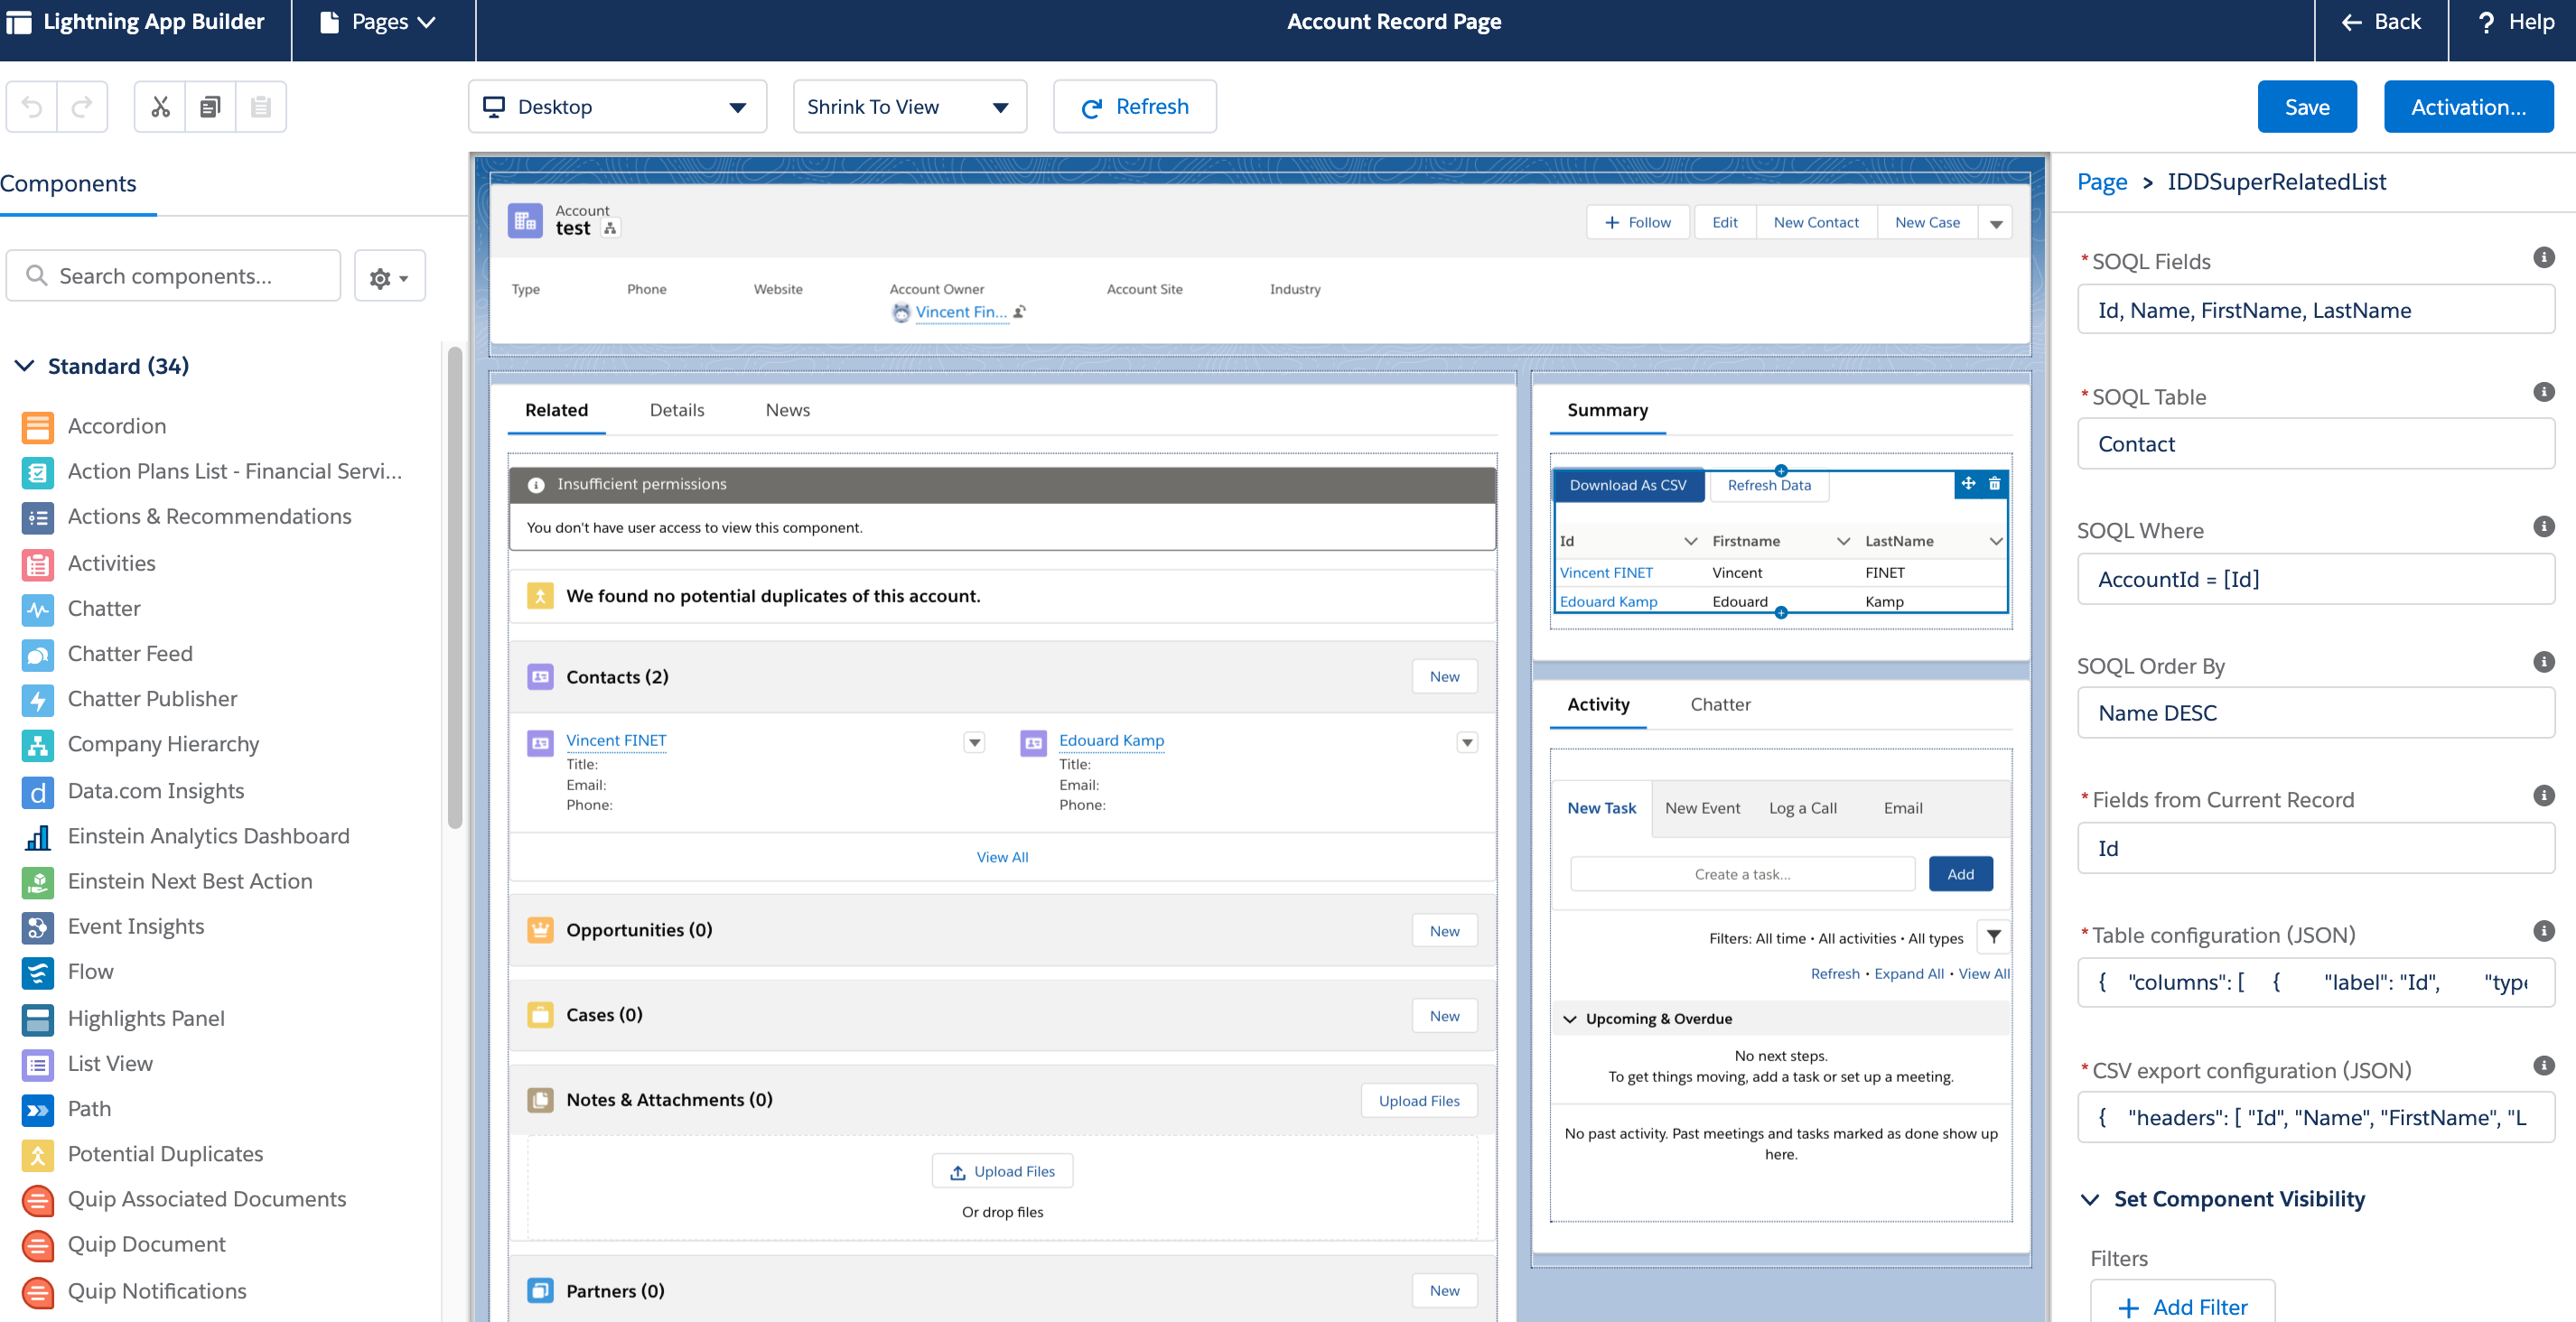 Lightning App Builder
Pages
Account Record Page
Back
? Help
Desktop
Shrink To View
Refresh
Save
Activation...
Components
Search components...
Standard (34)
Accordion
Action Plans List - Financial Servi...
Actions & Recommendations
Activities
Chatter
Chatter Feed
Chatter Publisher
Company Hierarchy
d Data.com Insights
Einstein Analytics Dashboard
Einstein Next Best Action
Event Insights
Flow
Highlights Panel
List View
Path
Potential Duplicates
Quip Associated Documents
Quip Document
Quip Notifications
Account
test
+ Follow
Edit
New Contact
New Case
Type
Phone
Website
Account Owner
Account Site
Industry
Vincent Fin...
Related
Details
News
Insufficient permissions
You don't have user access to view this component.
We found no potential duplicates of this account.
Contacts (2)
New
Vincent FINET
Title:
Email:
Phone:
Edouard Kamp
Title:
Email:
Phone:
View All
Opportunities (0)
New
Cases (0)
New
Notes & Attachments (0)
Upload Files
Upload Files
Or drop files
Partners (0)
New
Summary
Download As CSV
Refresh Data
Id
Firstname
LastName
Vincent FINET
Vincent
FINET
Edouard Kamp
Edouard
Kamp
Activity
Chatter
New Task
New Event
Log a Call
Email
Create a task...
Add
Filters: All time • All activities • All types
Refresh • Expand All • View All
Upcoming & Overdue
No next steps.
To get things moving, add a task or set up a meeting.
No past activity. Past meetings and tasks marked as done show up
here.
Page > IDDSuperRelatedList
*SOQL Fields
Id, Name, FirstName, LastName
*SOQL Table
Contact
SOQL Where
AccountId = [Id]
SOQL Order By
Name DESC
*Fields from Current Record
Id
*Table configuration (JSON)
{ "columns": [ { "label": "Id", "type
*CSV export configuration (JSON)
{ "headers": [ "Id", "Name", "FirstName", "L
Set Component Visibility
Filters
+ Add Filter